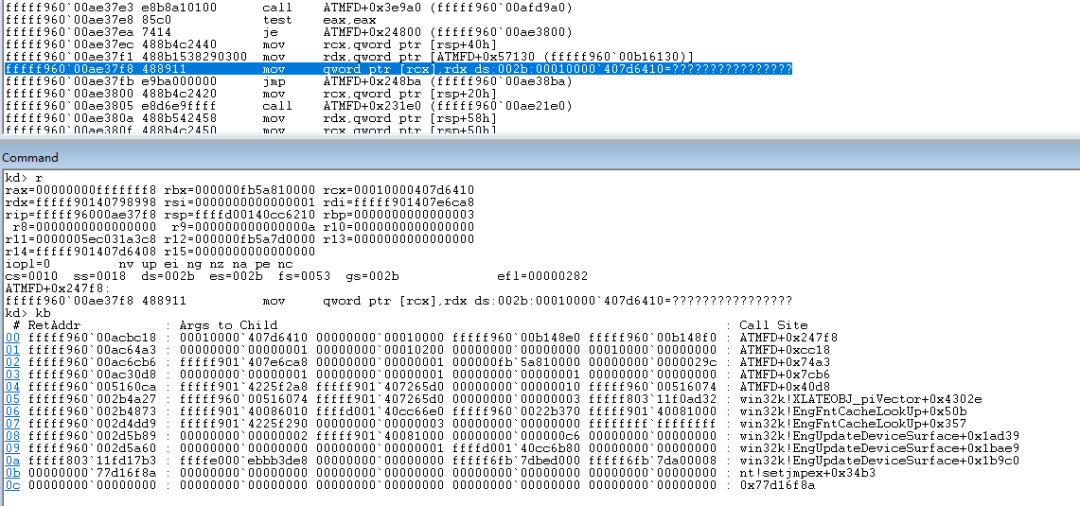 fffff960`00ae37e3 e8b8a10100 call ATMFD+0x3e9a0 (fffff960`00afd9a0)
fffff960`00ae37e8 85c0 test eax,eax
fffff960`00ae37ea 7414 je ATMFD+0x24800 (fffff960`00ae3800)
fffff960`00ae37ec 488b4c2440 mov rcx,qword ptr [rsp+40h]
fffff960`00ae37f1 488b1538290300 mov rdx,qword ptr [ATMFD+0x57130 (fffff960`00b16130)]
fffff960`00ae37f8 488911 mov qword ptr [rcx],rdx ds:002b:00010000`407d6410=????????????????
fffff960`00ae37fb e9ba000000 jmp ATMFD+0x248ba (fffff960`00ae38ba)
fffff960`00ae3800 488b4c2420 mov rcx,qword ptr [rsp+20h]
fffff960`00ae3805 e8d6e9ffff call ATMFD+0x231e0 (fffff960`00ae21e0)
fffff960`00ae380a 488b542458 mov rdx,qword ptr [rsp+58h]
fffff960`00ae380f 488b4c2450 mov rcx,qword ptr [rsp+50h]
Command
kd> r
rax=00000000fffffff8 rbx=000000fb5a810000 rcx=00010000407d6410
rdx=fffff90140798998 rsi=0000000000000001 rdi=fffff901407e6ca8
rip=fffff96000ae37f8 rsp=ffffd00140cc6210 rbp=0000000000000003
r8=0000000000000000 r9=000000000000000a r10=0000000000000000
r11=0000005ec031a3c8 r12=000000fb5a7d0000 r13=0000000000000000
r14=fffff901407d6408 r15=0000000000000000
iopl=0 nv up ei ng nz na pe nc
cs=0010 ss=0018 ds=002b es=002b fs=0053 gs=002b efl=00000282
ATMFD+0x247f8:
fffff960`00ae37f8 488911 mov qword ptr [rcx],rdx ds:002b:00010000`407d6410=????????????????
kd> kb
# RetAddr : Args to Child : Call Site
00 fffff960`00acbc18 : 00010000`407d6410 00000000`00010000 fffff960`00b148e0 fffff960`00b148f0 : ATMFD+0x247f8
01 fffff960`00ac64a3 : 00000000`00000001 00000000`00010200 00000000`00000000 00000000`10000000 : ATMFD+0xcc18
02 fffff960`00ac6cb6 : fffff901`407e6ca8 00000000`00000001 000000fb`5a810000 00000000`0000029c : ATMFD+0x74a3
03 fffff960`00ac30d8 : 00000000`00000001 00000000`00000001 00000000`00000001 00000000`00000000 : ATMFD+0x7cb6
04 fffff960`005160ca : fffff901`4225f2a8 fffff901`407265d0 00000000`00000010 fffff960`00516074 : ATMFD+0x40d8
05 fffff960`002b4a27 : fffff960`00516074 fffff901`407265d0 00000000`00000003 fffff803`11f0ad32 : win32k!XLATEOBJ_piVector+0x4302e
06 fffff960`002b4873 : fffff901`40086010 ffffd001`40cc66e0 fffff960`0022b370 fffff901`40081000 : win32k!EngFntCacheLookUp+0x50b
07 fffff960`002d4dd9 : fffff901`4225f290 00000000`00000003 00000000`00000000 ffffffff`ffffffff : win32k!EngFntCacheLookUp+0x357
08 fffff960`002d5b89 : 00000000`00000002 fffff901`40081000 00000000`000000c6 00000000`00000000 : win32k!EngUpdateDeviceSurface+0x1ad39
09 fffff960`002d5a60 : 00000000`00000000 00000000`00000001 ffffd001`40cc6b80 00000000`00000000 : win32k!EngUpdateDeviceSurface+0x1bae9
0a fffff803`11fd17b3 : ffffe000`ebbb3de8 00000000`00000000 fffff6fb`7dbed000 fffff6fb`7da00008 : win32k!EngUpdateDeviceSurface+0x1b9c0
0b 00000000`77d16f8a : 00000000`00000000 00000000`00000000 00000000`00000000 00000000`00000000 : nt!setjmpex+0x34b3
0c 00000000`00000000 : 00000000`00000000 00000000`00000000 00000000`00000000 00000000`00000000 : 0x77d16f8a